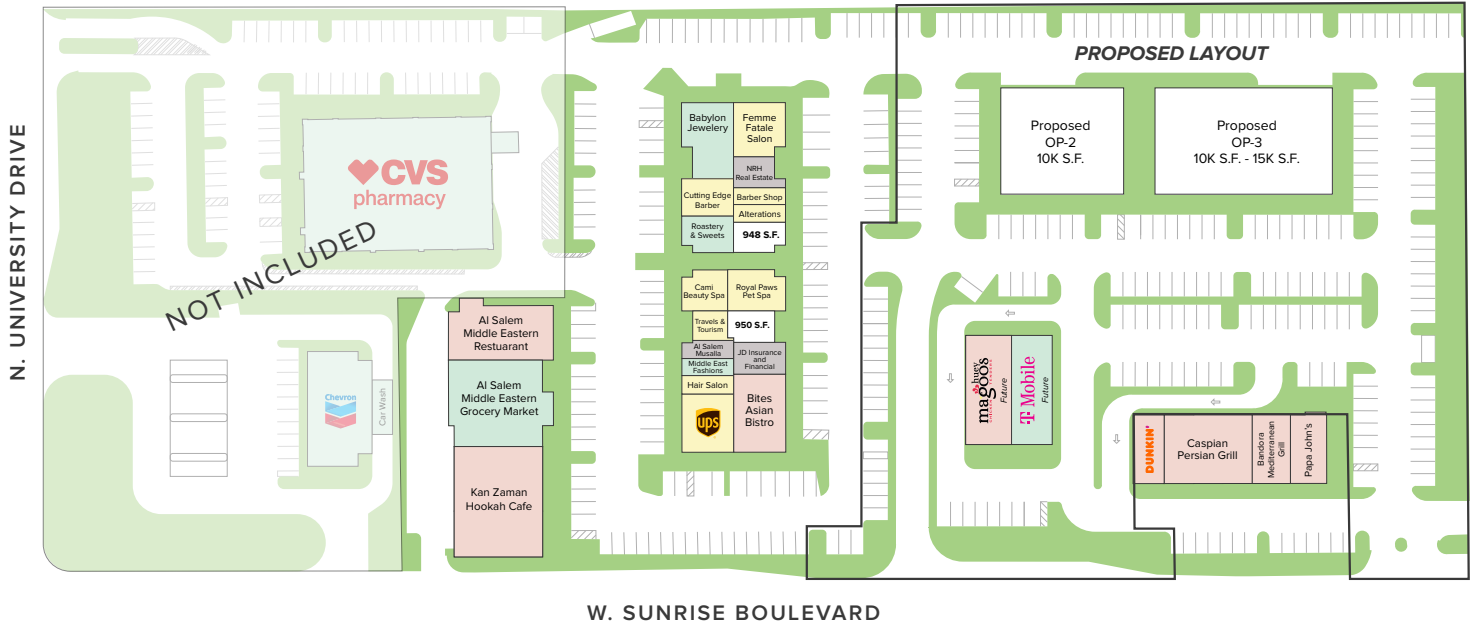 N. UNIVERSITY DRIVE
CVS
pharmacy
NOT INCLUDED
Chevron
Car Wash
Al Salem
Middle Eastern
Restuarant
Al Salem
Middle Eastern
Grocery Market
Kan Zaman
Hookah Cafe
Babylon
Jewelery
Femme
Fatale
Salon
NRH
Real Estate
Cutting Edge
Barber
Barber Shop
Alterations
Roastery
& Sweets
948 S.F.
Cami
Beauty Spa
Royal Paws
Pet Spa
Travels &
Tourism
950 S.F.
Al Salem
Musalla
Middle East
Fashions
JD Insurance
and
Financial
Hair Salon
ups
Bites
Asian
Bistro
PROPOSED LAYOUT
Proposed
OP-2
10K S.F.
Proposed
OP-3
10K S.F. - 15K S.F.
huey
magoos
Future
T Mobile
Future
DUNKIN'
Caspian
Persian Grill
Bandora
Mediterranean
Grill
Papa John's
W. SUNRISE BOULEVARD